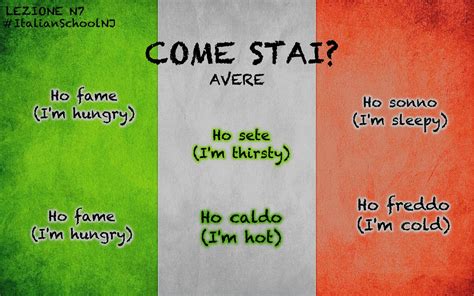 LEZIONE N7
#ItalianSchoolNJ
COME STAI?
AVERE
Ho fame
(I'm hungry)
Ho sete
(I'm thirsty)
Ho sonno
(I'm sleepy)
Ho fame
(I'm hungry)
Ho caldo
(I'm hot)
Ho freddo
(I'm cold)